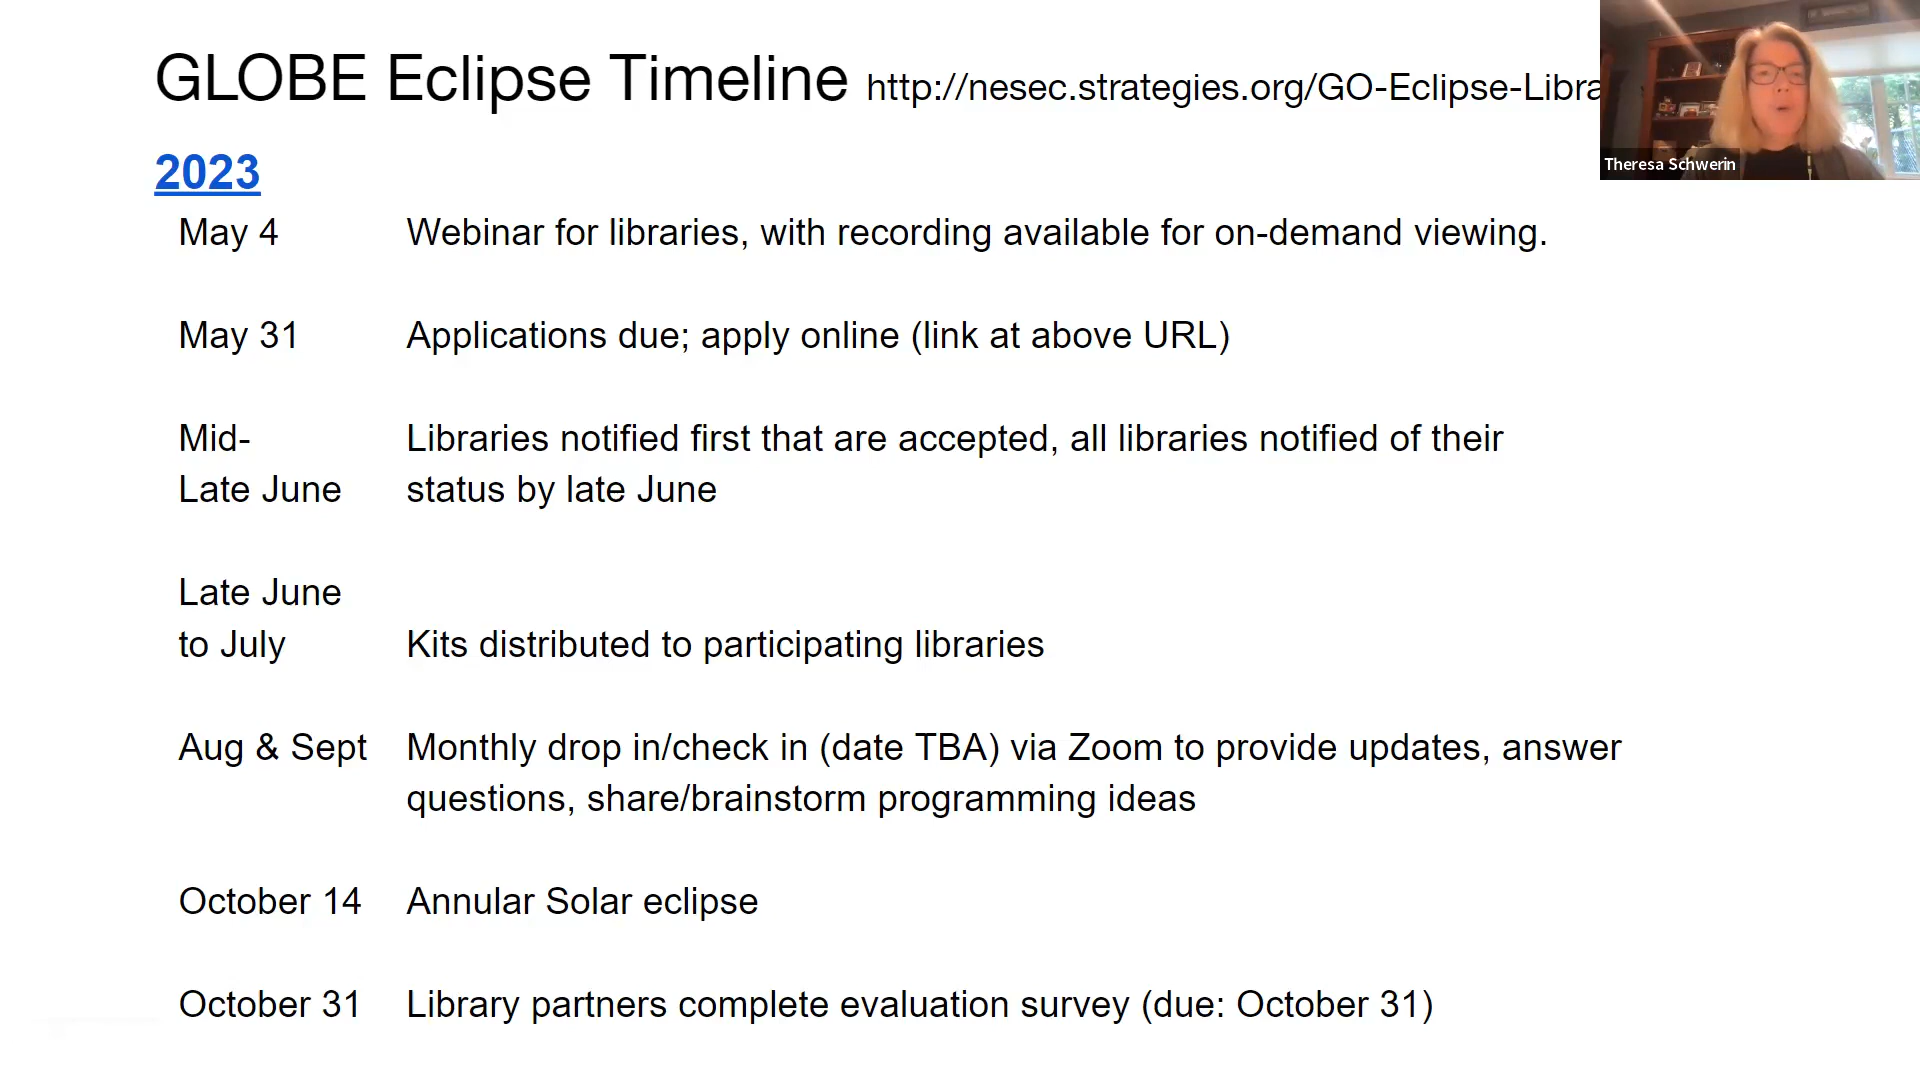 GLOBE Eclipse Timeline http://nesec.strategies.org/GO-Eclipse-Libra
Theresa Schwerin
2023
May 4 Webinar for libraries, with recording available for on-demand viewing.
May 31 Applications due; apply online (link at above URL)
Mid- Libraries notified first that are accepted, all libraries notified of their
Late June status by late June
Late June
to July Kits distributed to participating libraries
Aug & Sept Monthly drop in/check in (date TBA) via Zoom to provide updates, answer
questions, share/brainstorm programming ideas
October 14 Annular Solar eclipse
October 31 Library partners complete evaluation survey (due: October 31)